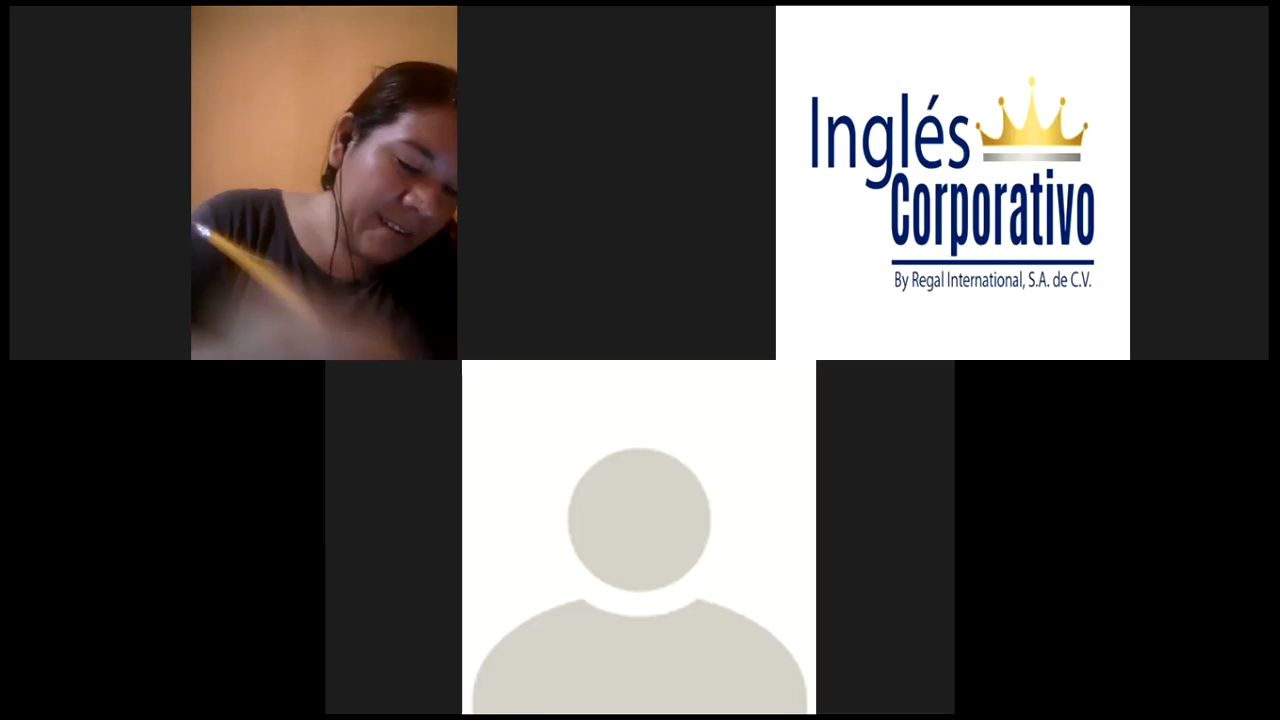 Inglés
Corporativo
By Regal International, S.A. de C.V.